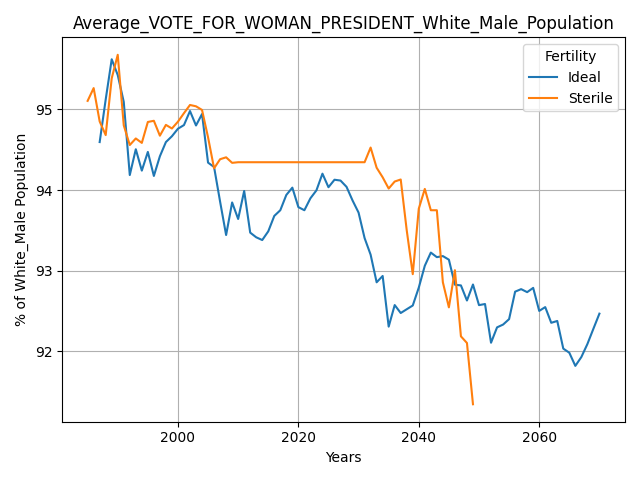 Average_VOTE_FOR_WOMAN_PRESIDENT_White_Male_Population
Fertility
Ideal
Sterile
% of White_Male Population
95
94
93
92
2000
2020
2040
2060
Years